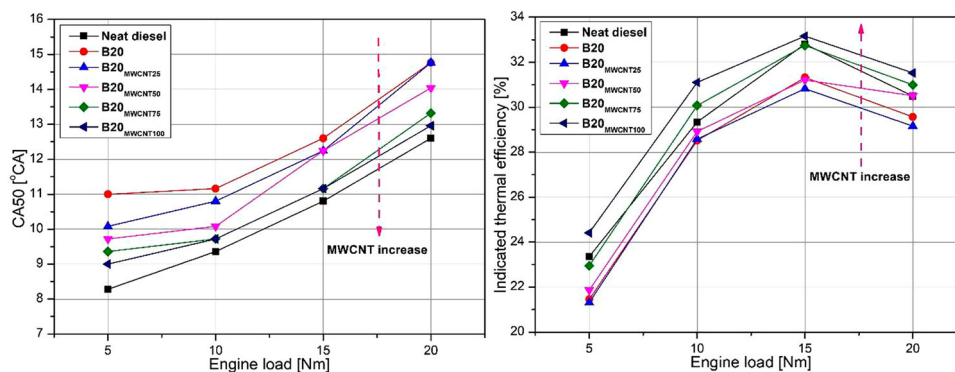 16
15
14
13
12
11
10
9
8
7
CA50 [°CA]
Neat diesel
B20
B20MWCNT25
B20MWCNT50
B20MWCNT75
B20MWCNT100
MWCNT increase
5 10 15 20
Engine load [Nm]
34
32
30
28
26
24
22
20
Indicated thermal efficiency [%]
Neat diesel
B20
B20MWCNT25
B20MWCNT50
B20MWCNT75
B20MWCNT100
MWCNT increase
5 10 15 20
Engine load [Nm]